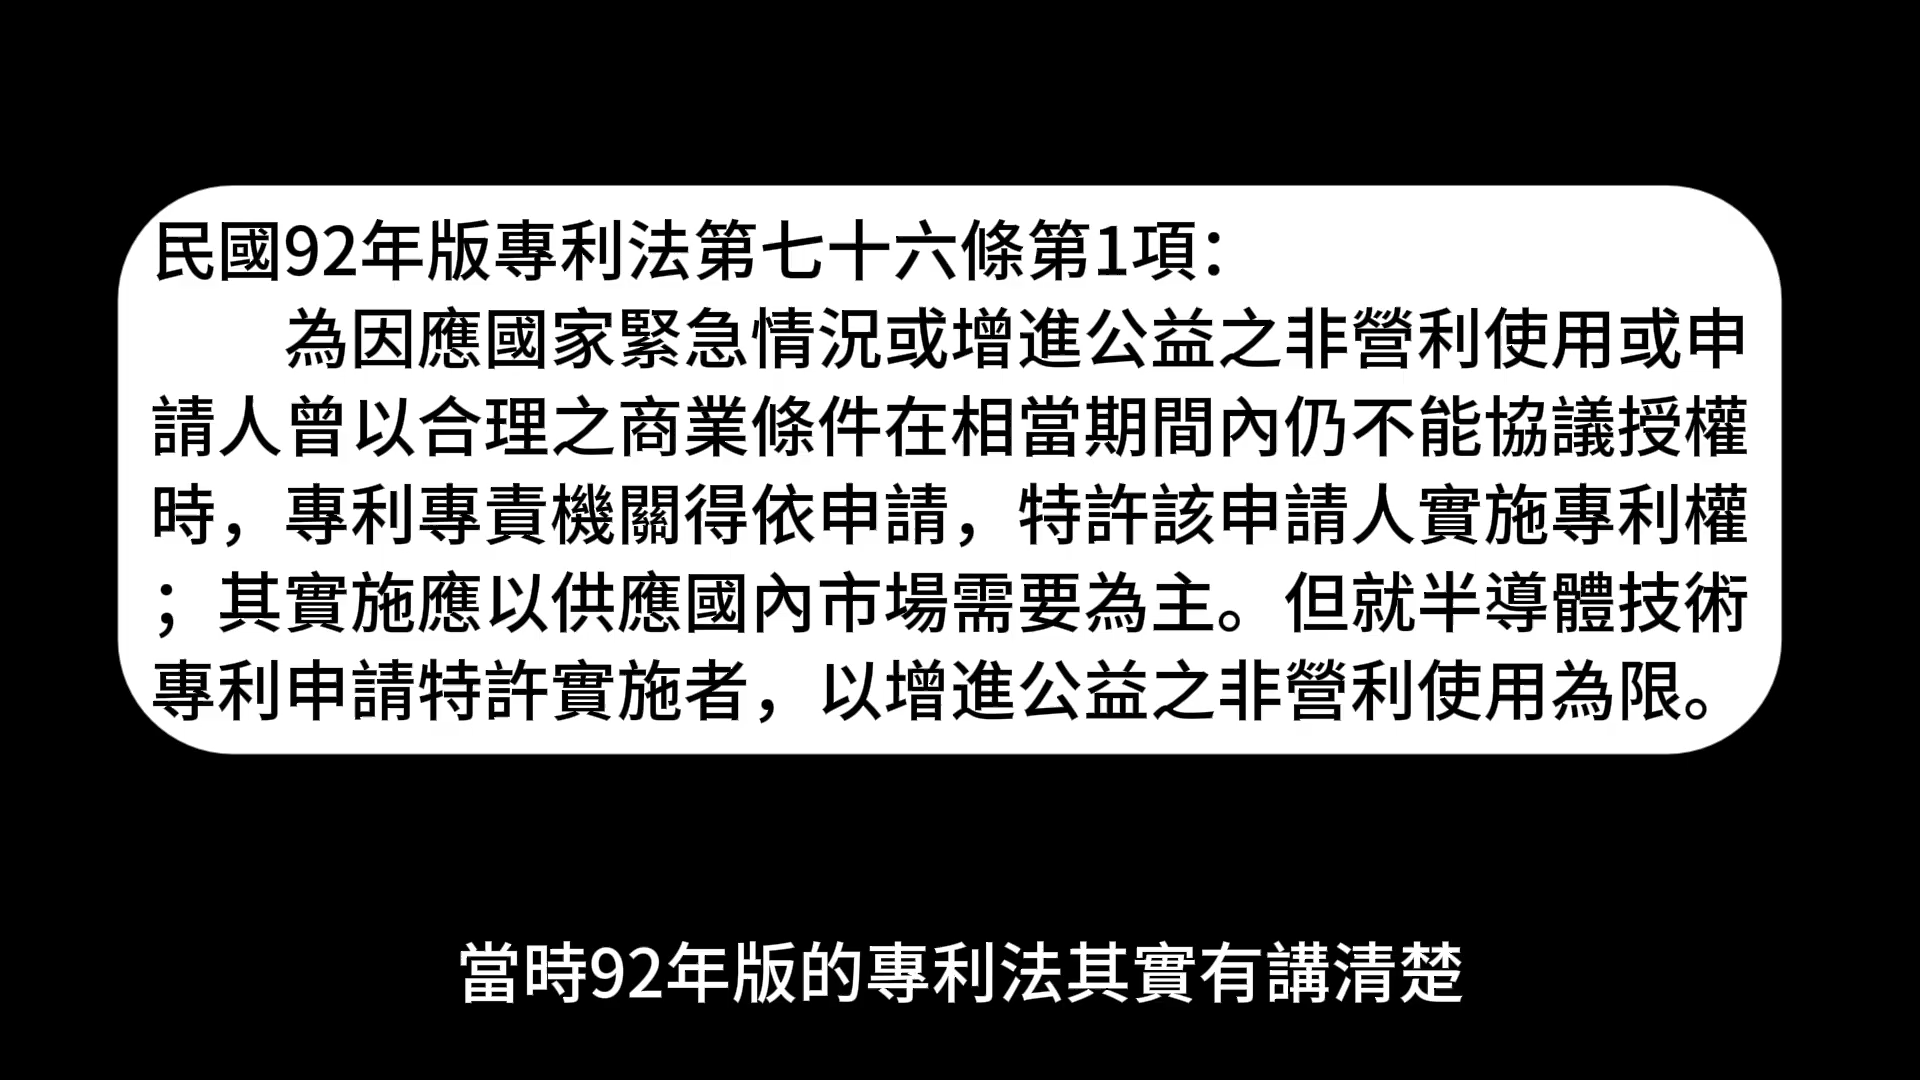 民國92年版專利法第七十六條第1項：
為因應國家緊急情況或增進公益之非營利使用或申
請人曾以合理之商業條件在相當期間內仍不能協議授權
時，專利專責機關得依申請，特許該申請人實施專利權
；其實施應以供應國內市場需要為主。但就半導體技術
專利申請特許實施者，以增進公益之非營利使用為限。
當時92年版的專利法其實有講清楚